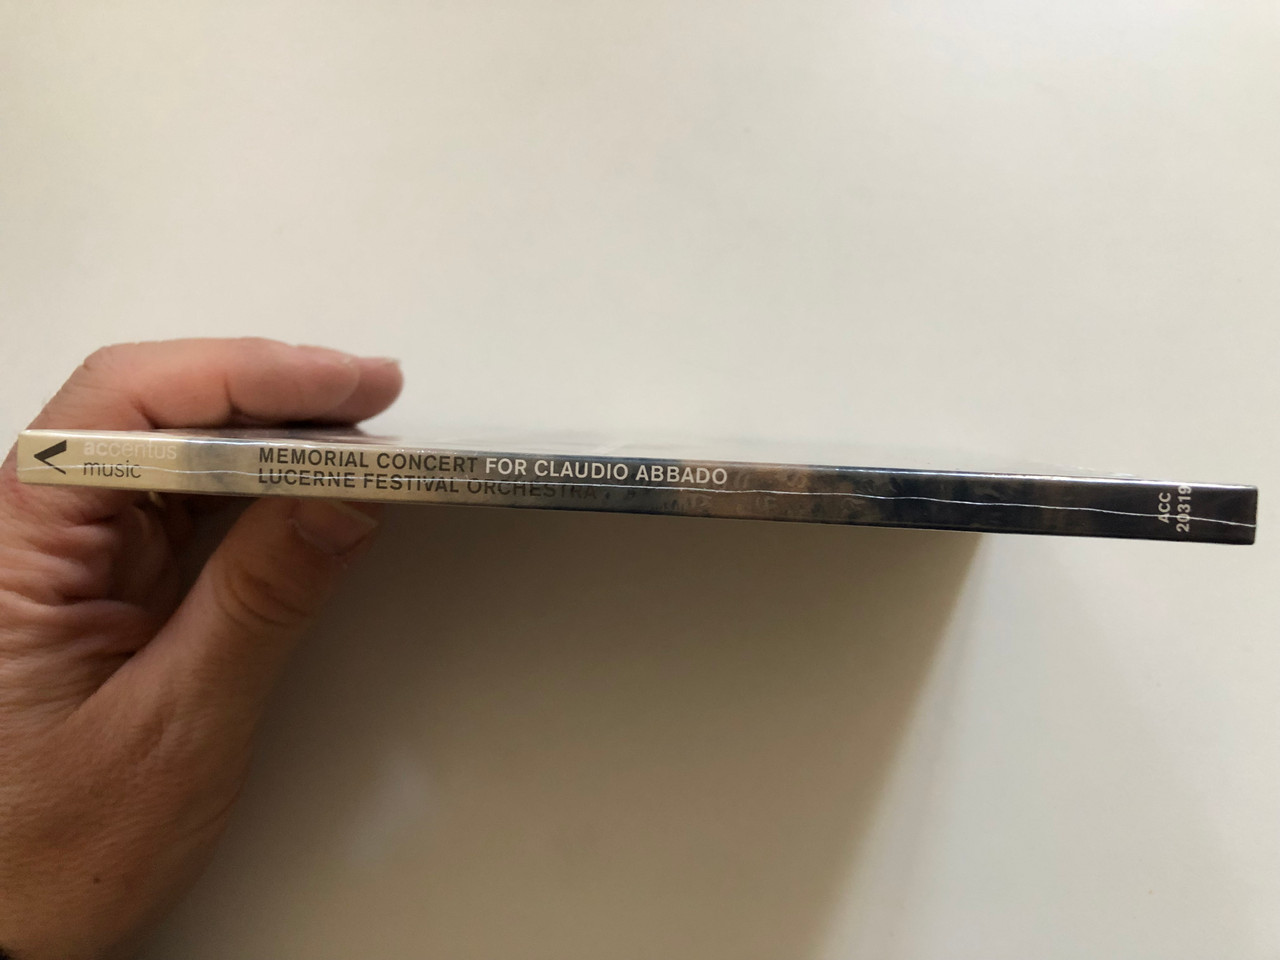 accentus
music
MEMORIAL CONCERT FOR CLAUDIO ABBADO
LUCERNE FESTIVAL ORCHESTRA
ACC
20319